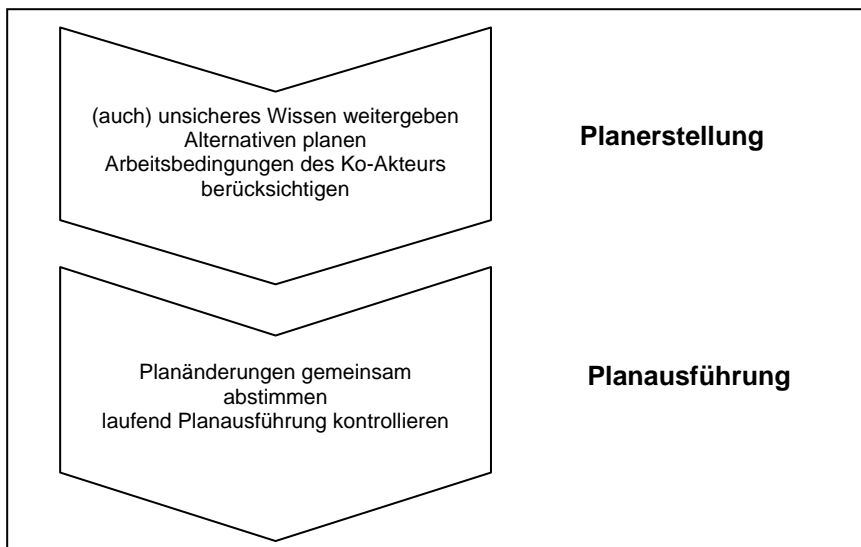 (auch) unsicheres Wissen weitergeben
Alternativen planen
Arbeitsbedingungen des Ko-Akteurs
berücksichtigen
Planerstellung
Planänderungen gemeinsam
abstimmen
laufend Planausführung kontrollieren
Planausführung